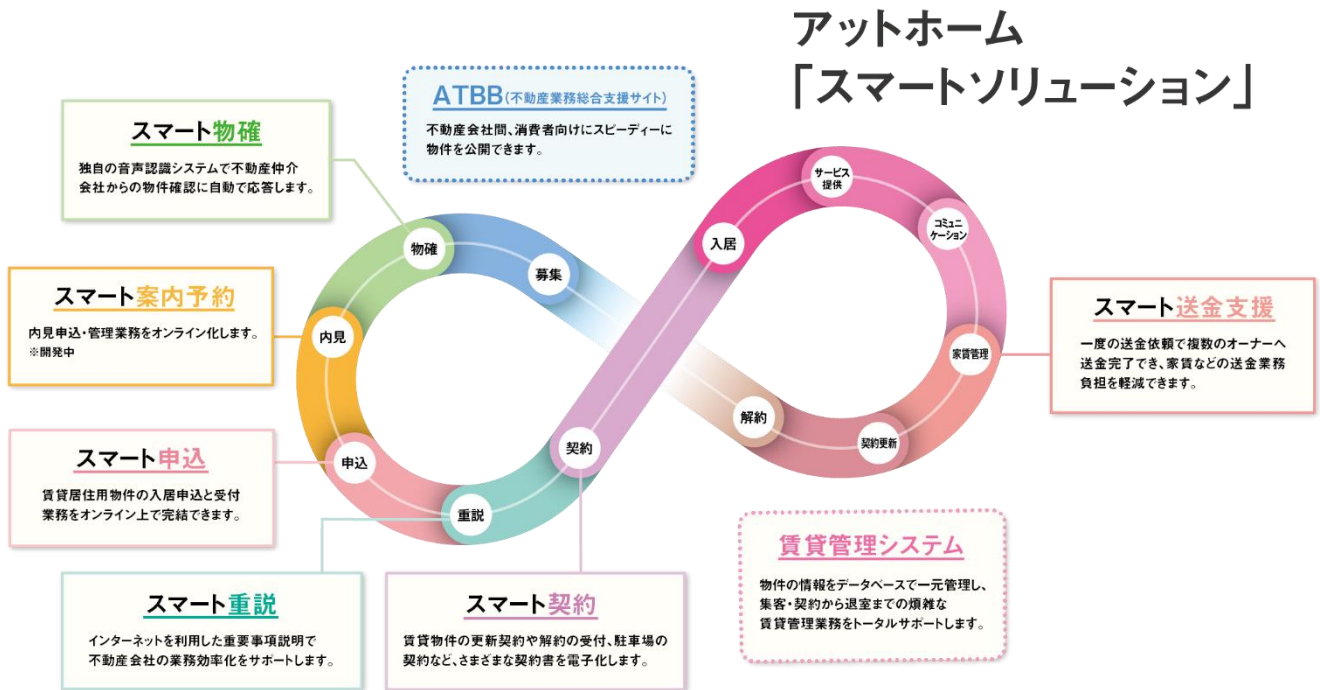 アットホーム
「スマートソリューション」
ATBB(不動産業務総合支援サイト)
不動産会社間、消費者向けにスピーディーに
物件を公開できます。
スマート物確
独自の音声認識システムで不動産仲介
会社からの物件確認に自動で応答します。
スマート案内予約
内見申込・管理業務をオンライン化します。
※開発中
スマート申込
賃貸居住用物件の入居申込と受付
業務をオンライン上で完結できます。
スマート重説
インターネットを利用した重要事項説明で
不動産会社の業務効率化をサポートします。
スマート契約
賃貸物件の更新契約や解約の受付、駐車場の
契約など、さまざまな契約書を電子化します。
募集
物確
内見
申込
重説
契約
入居
サービス
提供
コミュニ
ケーション
家賃管理
契約更新
解約
スマート送金支援
一度の送金依頼で複数のオーナーへ
送金完了でき、家賃などの送金業務
負担を軽減できます。
賃貸管理システム
物件の情報をデータベースで一元管理し、
集客・契約から退室までの煩雑な
賃貸管理業務をトータルサポートします。